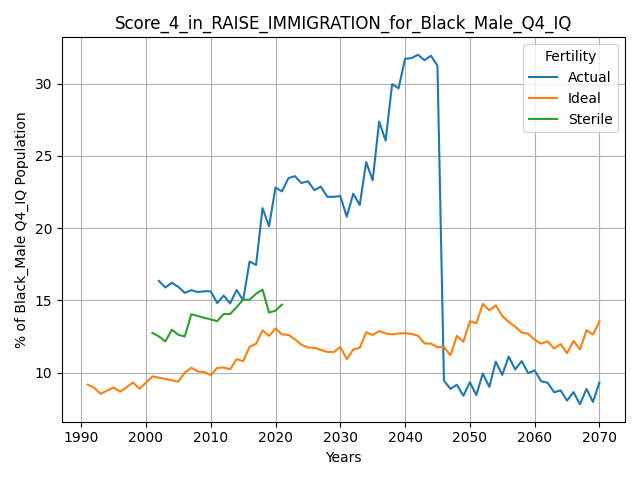 Score_4_in_RAISE_IMMIGRATION_for_Black_Male_Q4_IQ
% of Black_Male Q4_IQ Population
30
25
20
15
10
Fertility
Actual
Ideal
Sterile
1990 2000 2010 2020 2030 2040 2050 2060 2070
Years